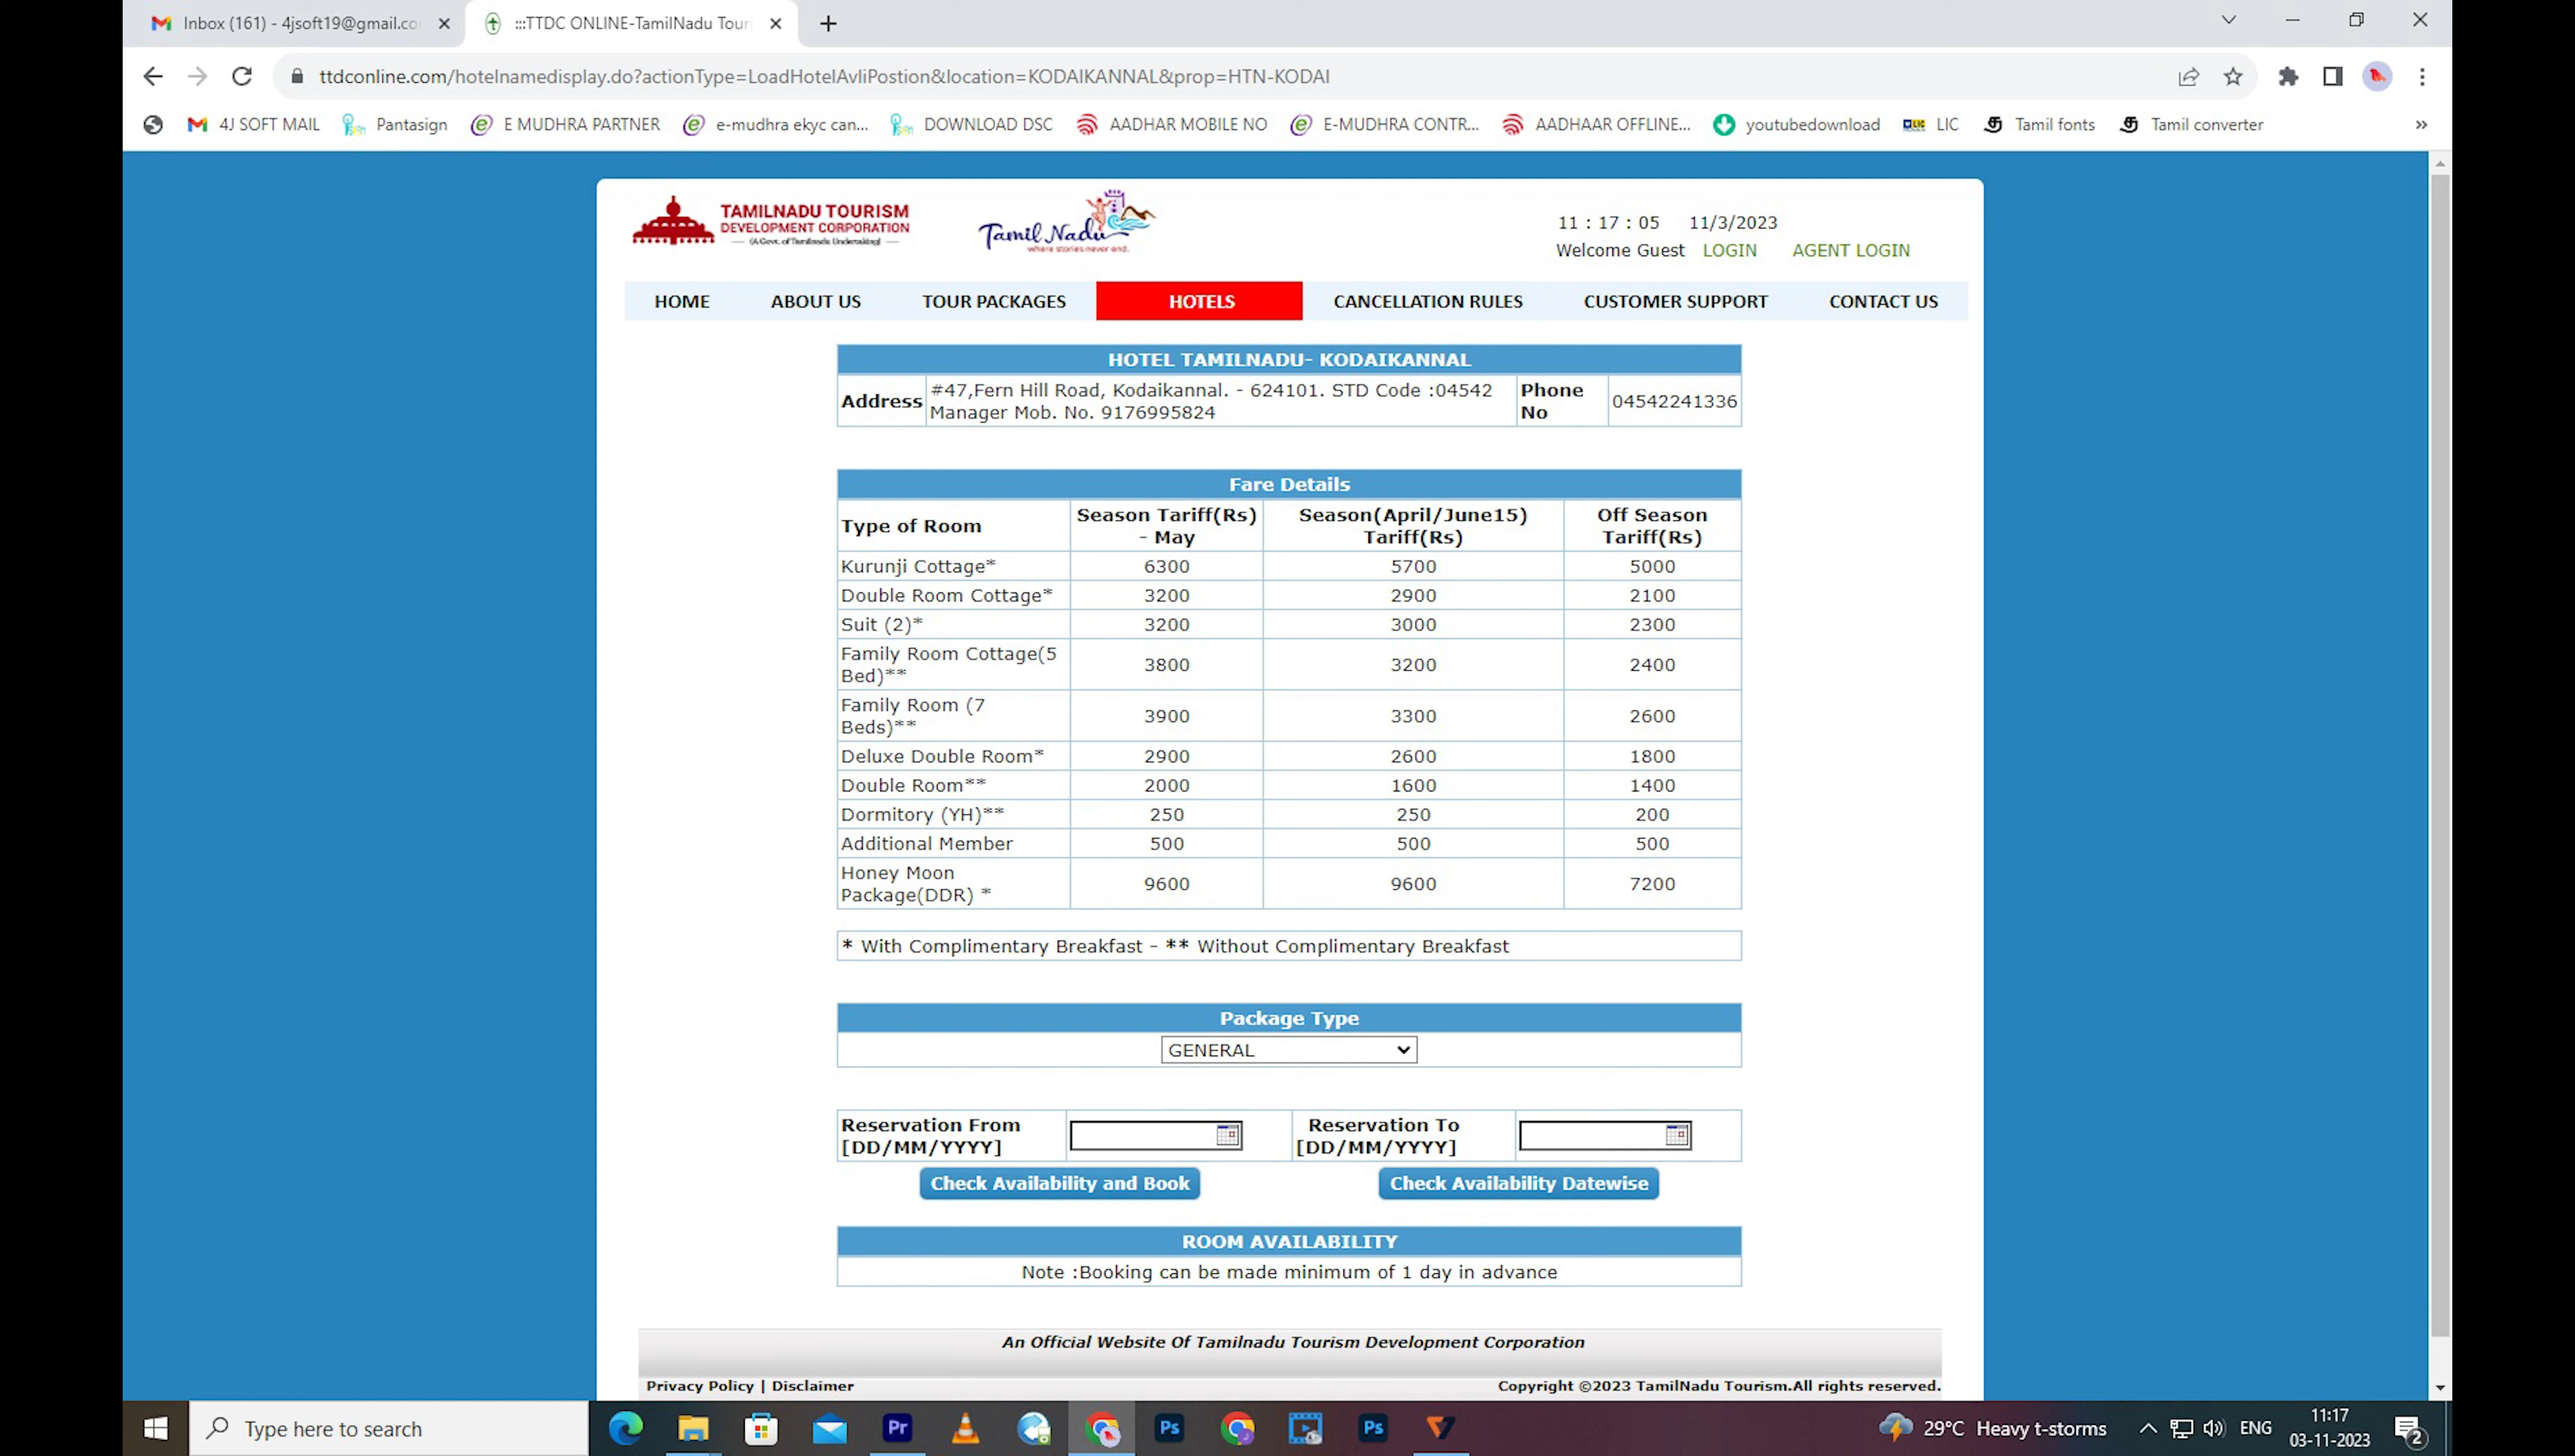 Inbox (161) - 4jsoft19@gmail.co
:::TTDC ONLINE-TamilNadu Tour
ttdconline.com/hotelnamedisplay.do?actionType=LoadHotelAvliPostion&location=KODAIKANNAL&prop=HTN-KODAI
4J SOFT MAIL Pantasign E MUDHRA PARTNER e-mudhra ekyc can... DOWNLOAD DSC AADHAR MOBILE NO E-MUDHRA CONTR... AADHAAR OFFLINE... youtubedownload LIC Tamil fonts Tamil converter
TAMILNADU TOURISM
DEVELOPMENT CORPORATION
(A Govt. of Tamilnadu Undertaking)
Tamil Nadu
where stories never end.
11 : 17 : 05 11/3/2023
Welcome Guest LOGIN AGENT LOGIN
HOME ABOUT US TOUR PACKAGES HOTELS CANCELLATION RULES CUSTOMER SUPPORT CONTACT US
HOTEL TAMILNADU- KODAIKANNAL
Address #47,Fern Hill Road, Kodaikannal. - 624101. STD Code :04542
Manager Mob. No. 9176995824
Phone
No
04542241336
Fare Details
Type of Room Season Tariff(Rs)
- May
Season(April/June15)
Tariff(Rs)
Off Season
Tariff(Rs)
Kurunji Cottage* 6300 5700 5000
Double Room Cottage* 3200 2900 2100
Suit (2)* 3200 3000 2300
Family Room Cottage(5
Bed)** 3800 3200 2400
Family Room (7
Beds)** 3900 3300 2600
Deluxe Double Room* 2900 2600 1800
Double Room** 2000 1600 1400
Dormitory (YH)** 250 250 200
Additional Member 500 500 500
Honey Moon
Package(DDR) * 9600 9600 7200
* With Complimentary Breakfast - ** Without Complimentary Breakfast
Package Type
GENERAL
Reservation From
[DD/MM/YYYY]
Reservation To
[DD/MM/YYYY]
Check Availability and Book Check Availability Datewise
ROOM AVAILABILITY
Note :Booking can be made minimum of 1 day in advance
An Official Website Of Tamilnadu Tourism Development Corporation
Privacy Policy | Disclaimer Copyright ©2023 TamilNadu Tourism.All rights reserved.
Type here to search
Pr Ps Ps
29°C Heavy t-storms ENG
11:17
03-11-2023
2